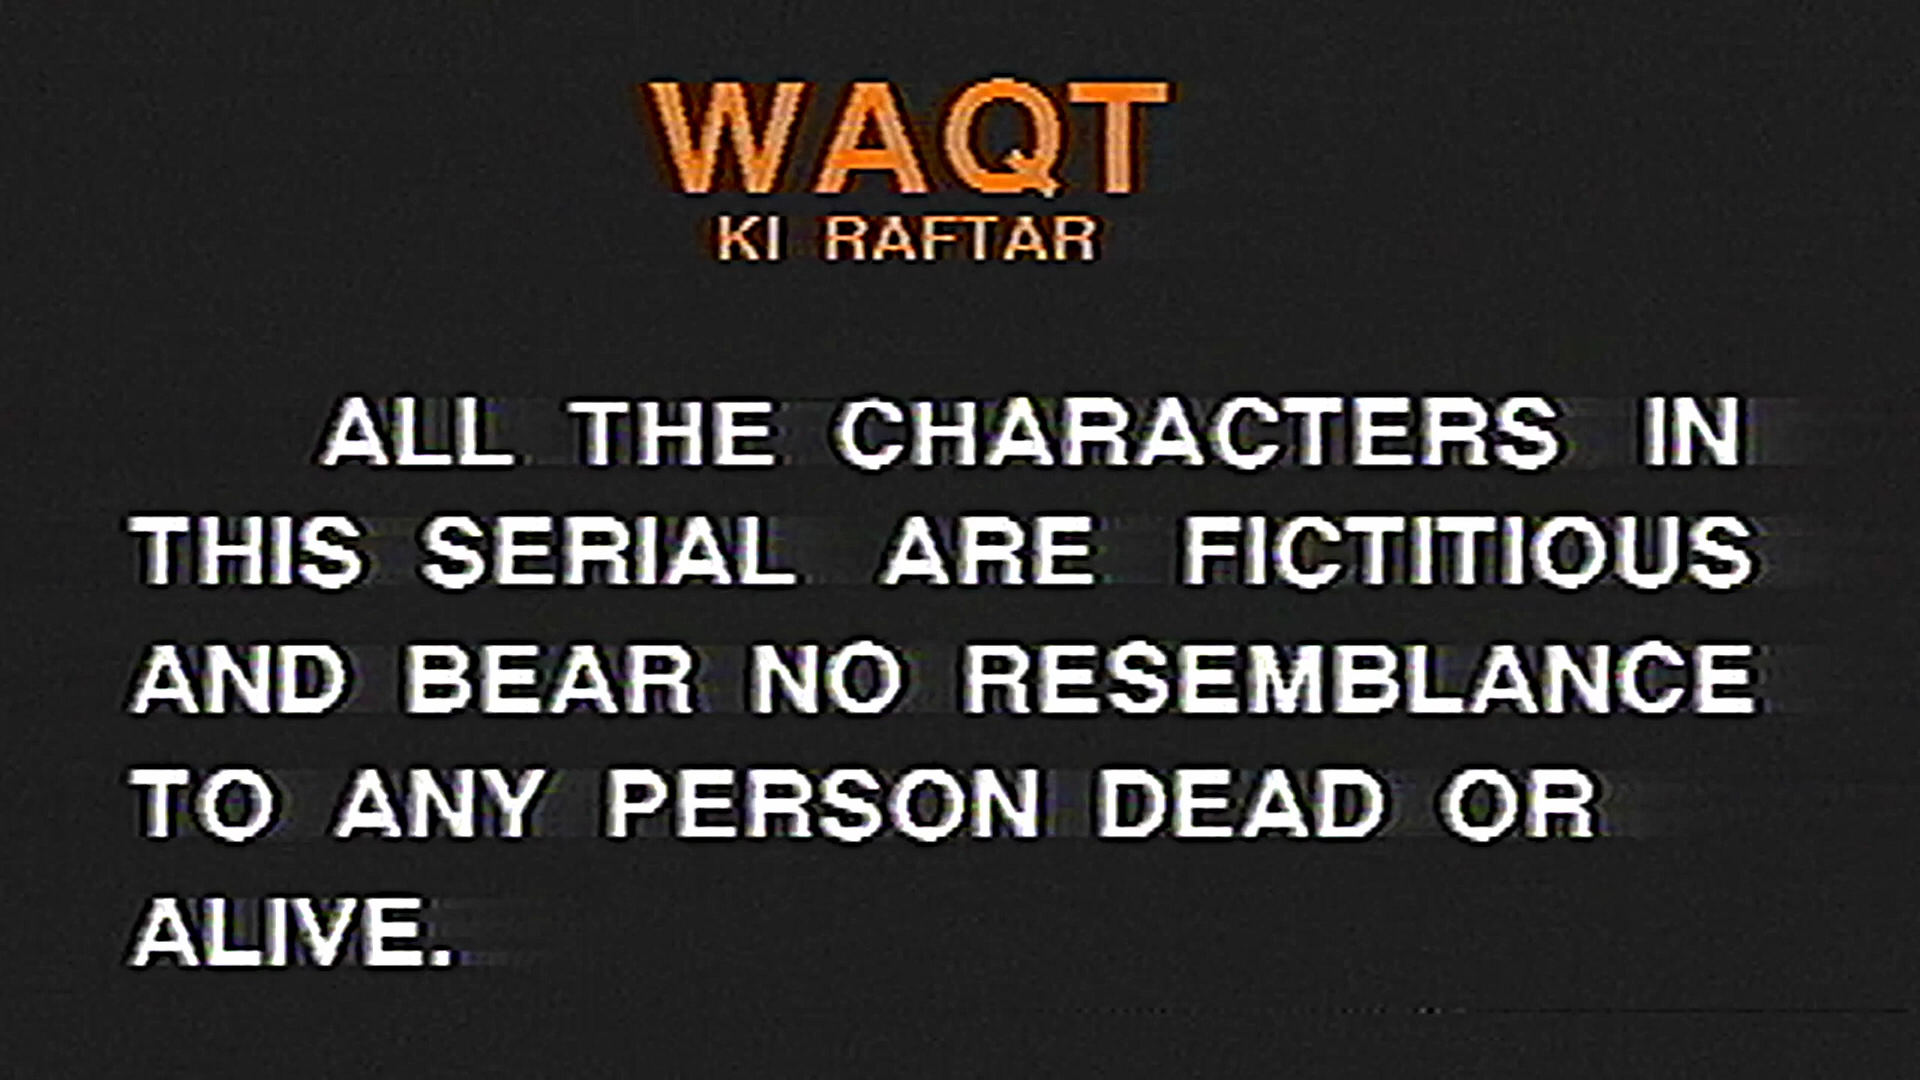 WAQT
KI RAFTAR
ALL THE CHARACTERS IN
THIS SERIAL ARE FICTITIOUS
AND BEAR NO RESEMBLANCE
TO ANY PERSON DEAD OR
ALIVE.